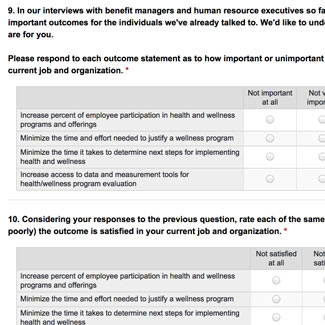 9. In our interviews with benefit managers and human resource executives so fa
important outcomes for the individuals we've already talked to. We'd like to und
are for you.
Please respond to each outcome statement as to how important or unimportant
current job and organization. *
Not important Not v
at all impor
Increase percent of employee participation in health and wellness
programs and offerings
Minimize the time and effort needed to justify a wellness program
Minimize the time it takes to determine next steps for implementing
health and wellness
Increase access to data and measurement tools for
health/wellness program evaluation
10. Considering your responses to the previous question, rate each of the same
poorly) the outcome is satisfied in your current job and organization. *
Not satisfied Not
at all sati
Increase percent of employee participation in health and wellness
programs and offerings
Minimize the time and effort needed to justify a wellness program
Minimize the time it takes to determine next steps for implementing
health and wellness